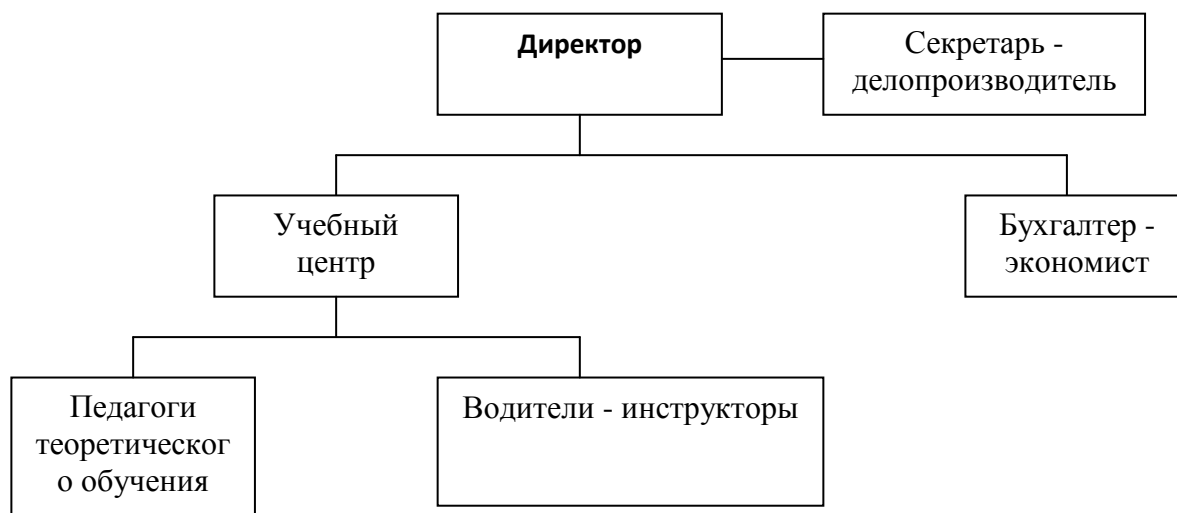 Директор
Секретарь -
делопроизводитель
Учебный
центр
Бухгалтер -
экономист
Педагоги
теоретическог
о обучения
Водители - инструкторы